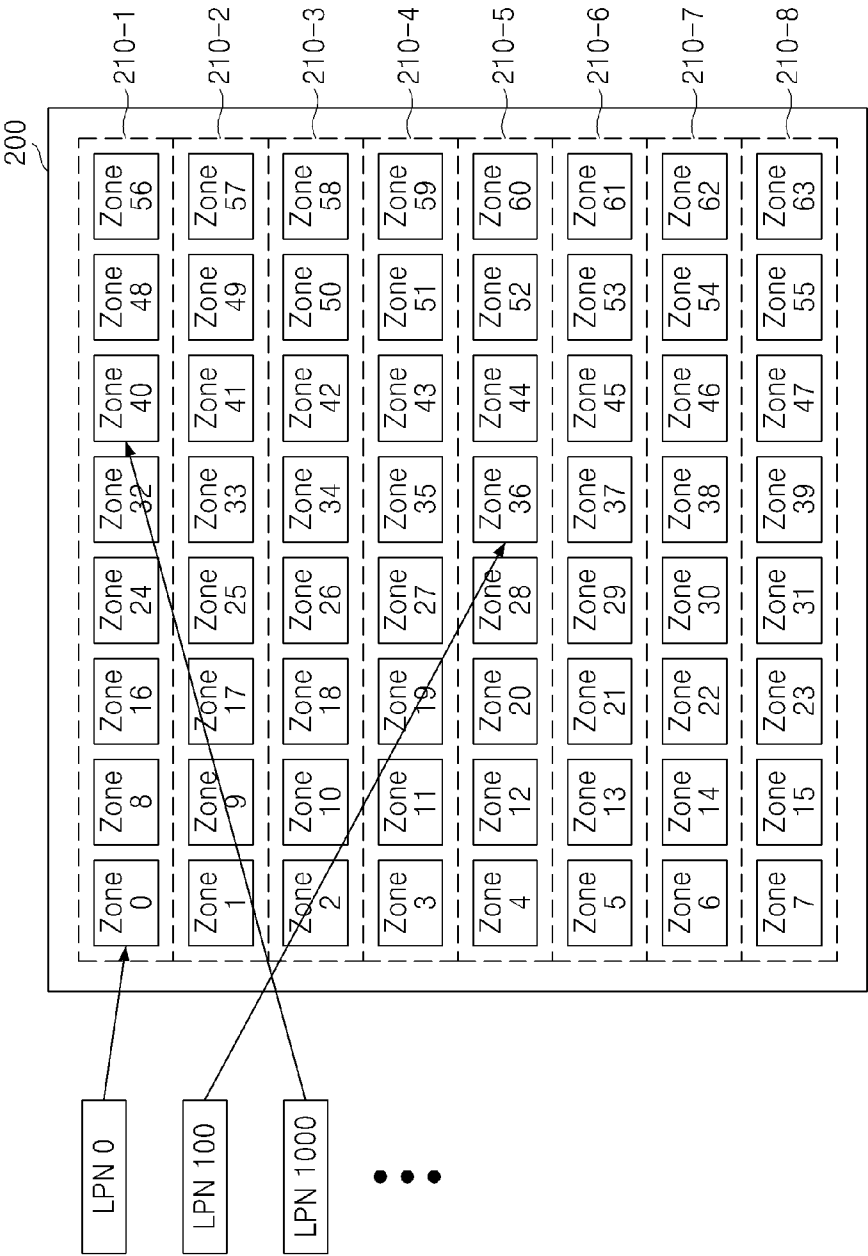 200
Zone 0
Zone 8
Zone 16
Zone 24
Zone 32
Zone 40
Zone 48
Zone 56
210-1
Zone 1
Zone 9
Zone 17
Zone 25
Zone 33
Zone 41
Zone 49
Zone 57
210-2
Zone 2
Zone 10
Zone 18
Zone 26
Zone 34
Zone 42
Zone 50
Zone 58
210-3
Zone 3
Zone 11
Zone 19
Zone 27
Zone 35
Zone 43
Zone 51
Zone 59
210-4
Zone 4
Zone 12
Zone 20
Zone 28
Zone 36
Zone 44
Zone 52
Zone 60
210-5
Zone 5
Zone 13
Zone 21
Zone 29
Zone 37
Zone 45
Zone 53
Zone 61
210-6
Zone 6
Zone 14
Zone 22
Zone 30
Zone 38
Zone 46
Zone 54
Zone 62
210-7
Zone 7
Zone 15
Zone 23
Zone 31
Zone 39
Zone 47
Zone 55
Zone 63
210-8
LPN 0
LPN 100
LPN 1000